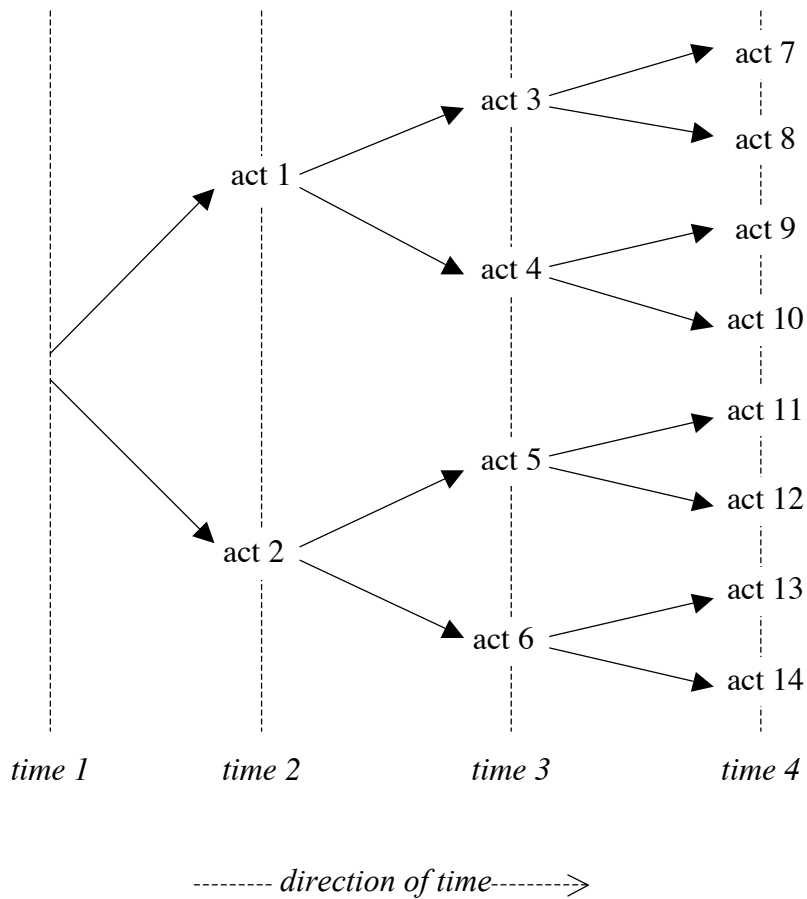 act 7
act 3
act 8
act 1
act 9
act 4
act 10
act 11
act 5
act 12
act 2
act 13
act 6
act 14
time 1 time 2 time 3 time 4
direction of time